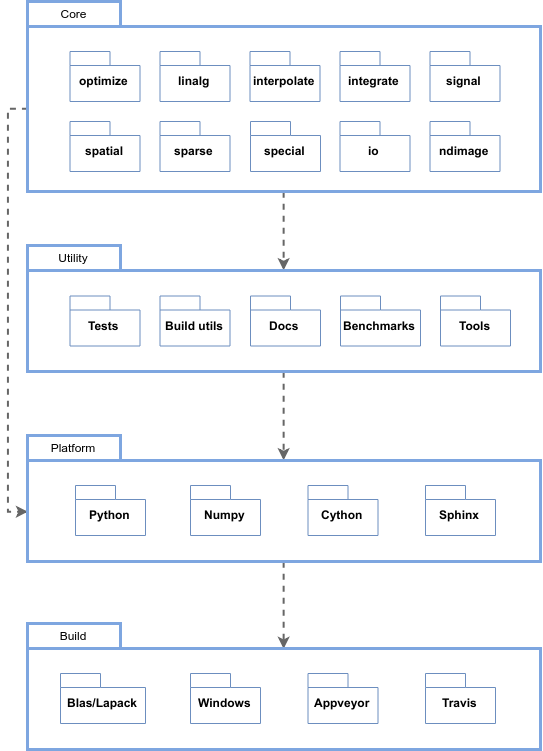 Core
optimize
linalg
interpolate
integrate
signal
spatial
sparse
special
io
ndimage
Utility
Tests
Build utils
Docs
Benchmarks
Tools
Platform
Python
Numpy
Cython
Sphinx
Build
Blas/Lapack
Windows
Appveyor
Travis